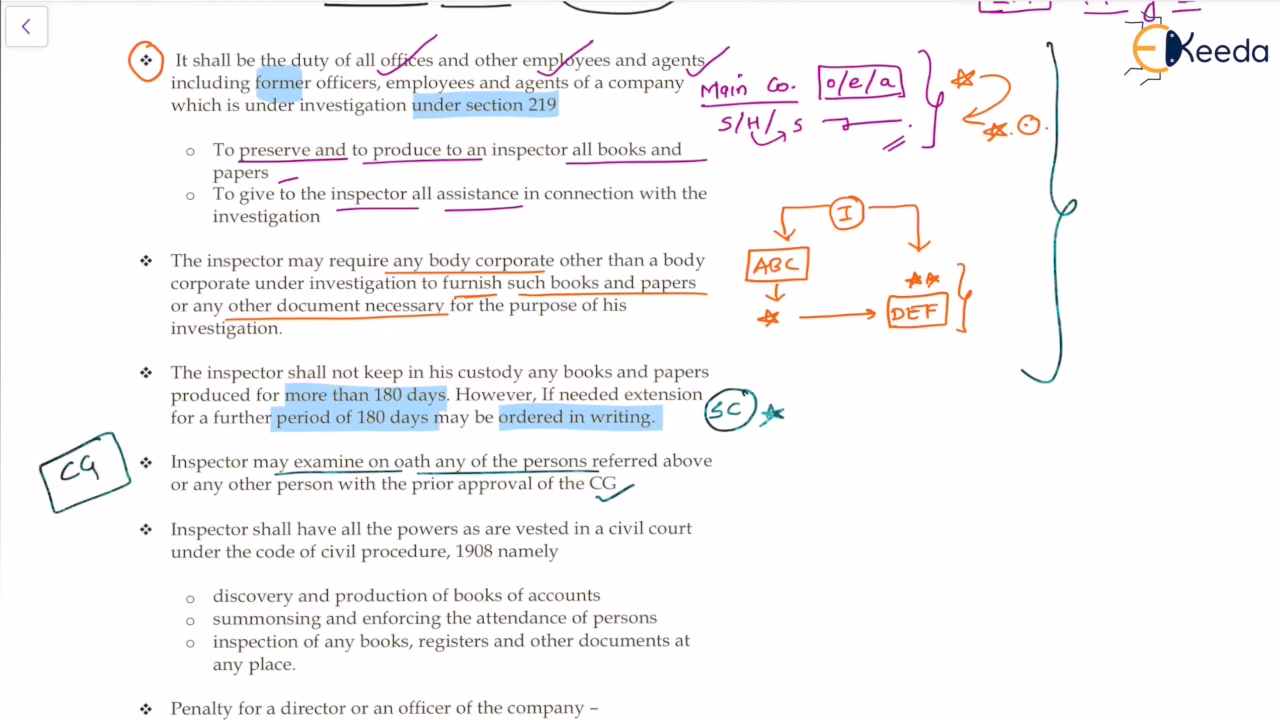 Keeda
It shall be the duty of all offices and other employees and agents
including former officers, employees and agents of a company
which is under investigation under section 219
Main Co. o/e/a
S/H/S
To preserve and to produce to an inspector all books and
papers
To give to the inspector all assistance in connection with the
investigation
I
The inspector may require any body corporate other than a body
corporate under investigation to furnish such books and papers
or any other document necessary for the purpose of his
investigation.
ABC
DEF
The inspector shall not keep in his custody any books and papers
produced for more than 180 days. However, If needed extension
for a further period of 180 days may be ordered in writing.
SC
CG
Inspector may examine on oath any of the persons referred above
or any other person with the prior approval of the CG
Inspector shall have all the powers as are vested in a civil court
under the code of civil procedure, 1908 namely
discovery and production of books of accounts
summonsing and enforcing the attendance of persons
inspection of any books, registers and other documents at
any place.
Penalty for a director or an officer of the company –